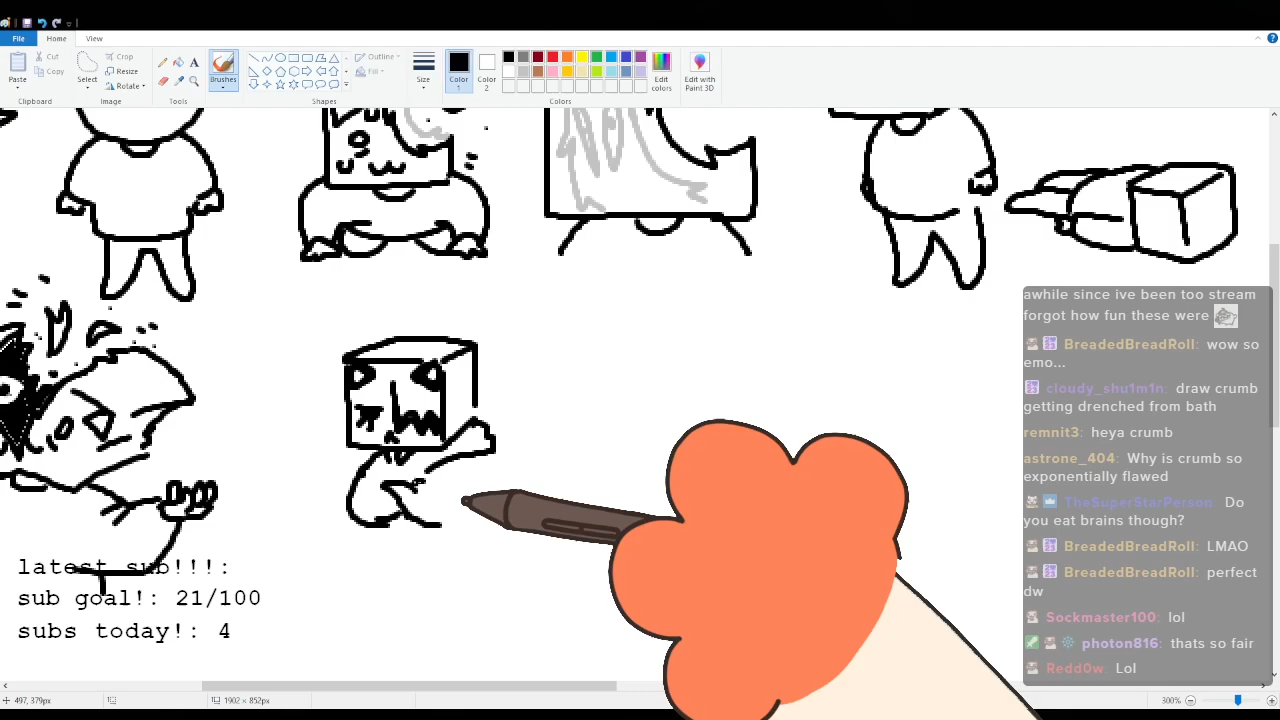 File
Home
View
Paste
Cut
Copy
Clipboard
Select
Crop
Resize
Rotate
Image
A
Tools
Brushes
Outline
Fill
Shapes
Size
Color
1
Color
2
Edit
colors
Colors
Edit with
Paint 3D
awhile since ive been too stream
forgot how fun these were
BreadedBreadRoll: wow so
emo...
cloudy_shu1m1n: draw crumb
getting drenched from bath
remnit3: heya crumb
astrone_404: Why is crumb so
exponentially flawed
TheSuperStarPerson: Do
you eat brains though?
BreadedBreadRoll: LMAO
BreadedBreadRoll: perfect
dw
Sockmaster100: lol
photon816: thats so fair
Redd0w: Lol
latest sub!!!:
sub goal!: 21/100
subs today!: 4
497, 379px
1902 × 852px
300%